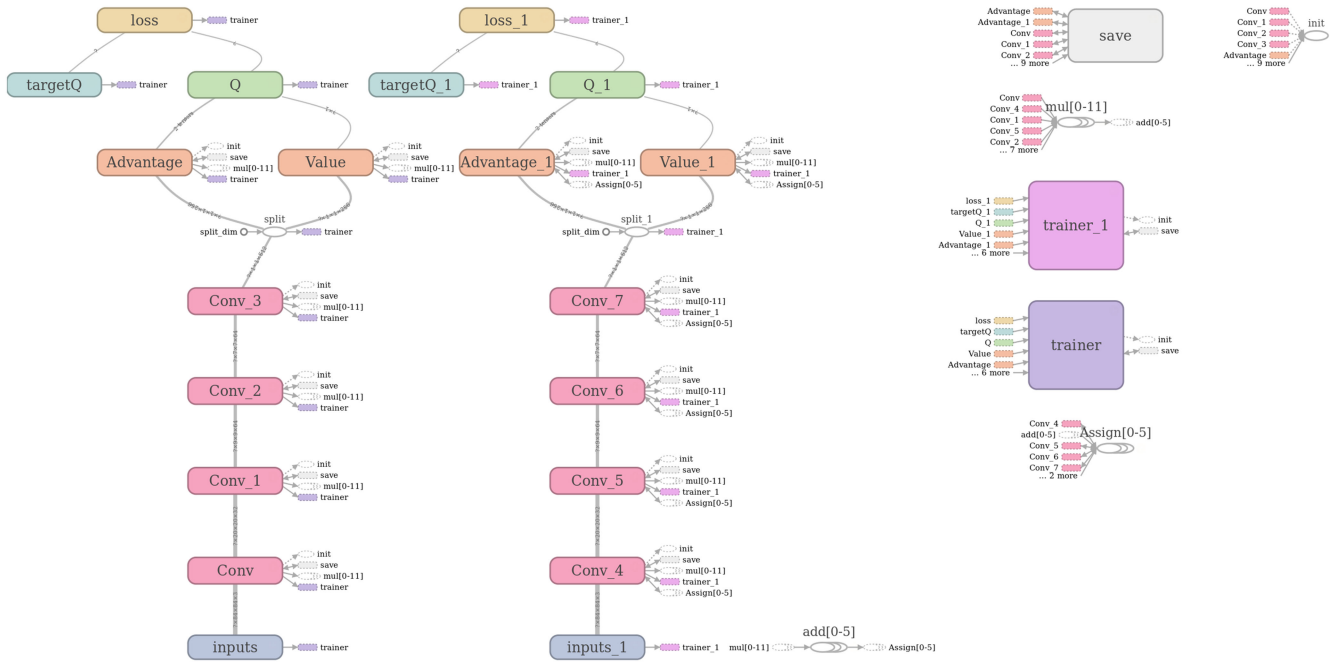 loss
trainer
loss_1
trainer_1
targetQ
trainer
Q
trainer
targetQ_1
trainer_1
Q_1
trainer_1
Advantage
init
save
mul[0-11]
trainer
Value
init
save
mul[0-11]
trainer
Advantage_1
init
save
mul[0-11]
trainer_1
Assign[0-5]
Value_1
init
save
mul[0-11]
trainer_1
Assign[0-5]
split
split_dim
trainer
split_1
split_dim
trainer_1
Conv_3
init
save
mul[0-11]
trainer
Conv_7
init
save
mul[0-11]
trainer_1
Assign[0-5]
Conv_2
init
save
mul[0-11]
trainer
Conv_6
init
save
mul[0-11]
trainer_1
Assign[0-5]
Conv_1
init
save
mul[0-11]
trainer
Conv_5
init
save
mul[0-11]
trainer_1
Assign[0-5]
Conv
init
save
mul[0-11]
trainer
Conv_4
init
save
mul[0-11]
trainer_1
Assign[0-5]
inputs
trainer
inputs_1
trainer_1
add[0-5]
mul[0-11]
Assign[0-5]
Advantage
Advantage_1
Conv
Conv_1
Conv_2
... 9 more
save
Conv
Conv_1
Conv_2
Conv_3
Advantage
... 9 more
init
Conv
Conv_4
Conv_1
Conv_5
Conv_2
... 7 more
mul[0-11]
add[0-5]
loss_1
targetQ_1
Q_1
Value_1
Advantage_1
... 6 more
trainer_1
init
save
loss
targetQ
Q
Value
Advantage
... 6 more
trainer
init
save
Conv_4
add[0-5]
Conv_5
Conv_6
Conv_7
... 2 more
Assign[0-5]